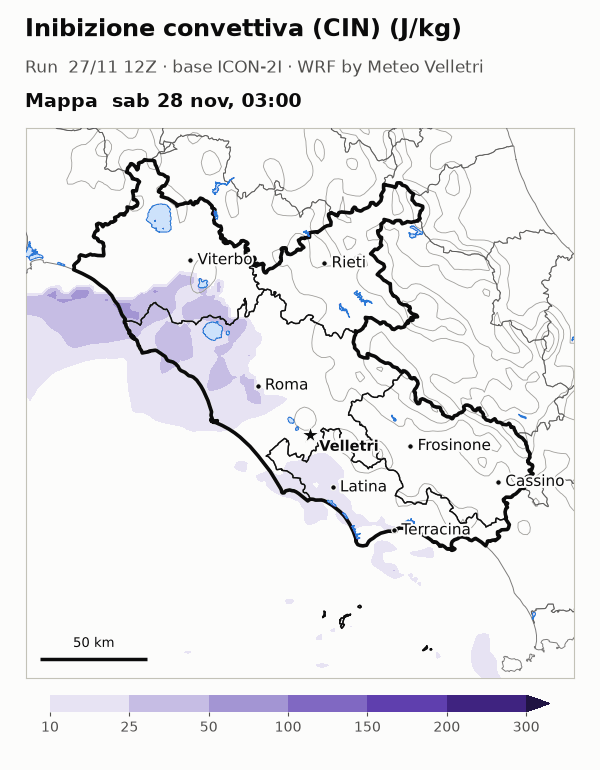 Inibizione convettiva (CIN) (J/kg)
Run  27/11 12Z · base ICON-2I · WRF by Meteo Velletri
Mappa  sab 28 nov, 03:00
Viterbo
Rieti
Roma
Velletri
Frosinone
Cassino
Latina
Terracina
50 km
10 25 50 100 150 200 300